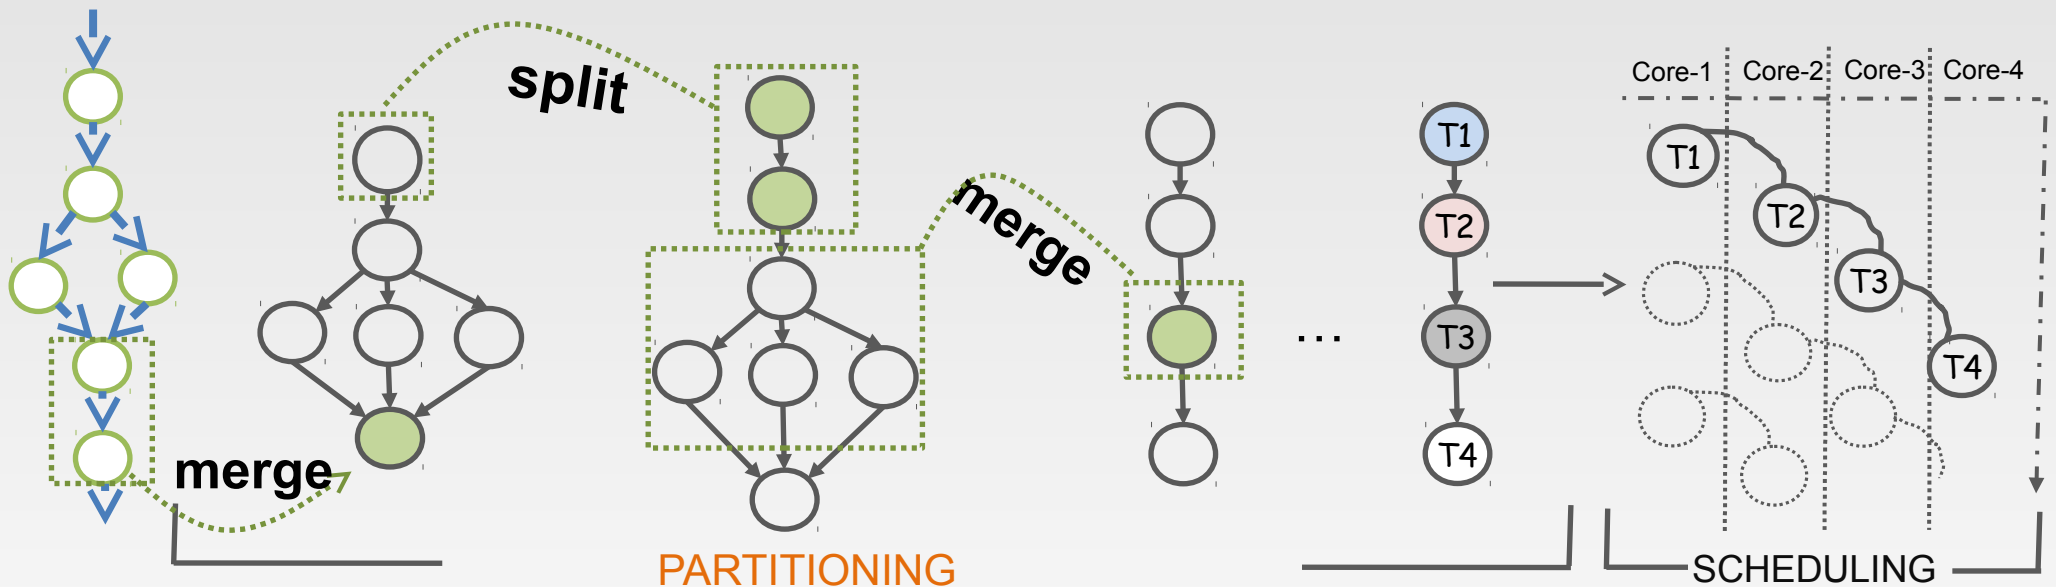 split
merge
merge
...
T1
T2
T3
T4
Core-1 Core-2 Core-3 Core-4
T1
T2
T3
T4
PARTITIONING
SCHEDULING